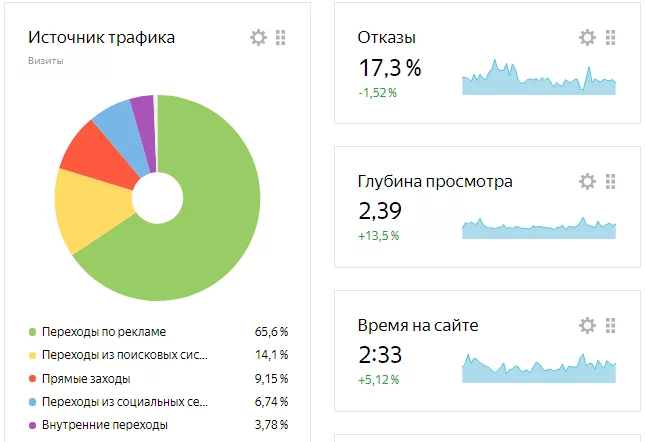 Источник трафика
Визиты
Переходы по рекламе 65,6 %
Переходы из поисковых сис... 14,1 %
Прямые заходы 9,15 %
Переходы из социальных се... 6,74 %
Внутренние переходы 3,78 %
Отказы
17,3 %
-1,52 %
Глубина просмотра
2,39
+13,5 %
Время на сайте
2:33
+5,12 %